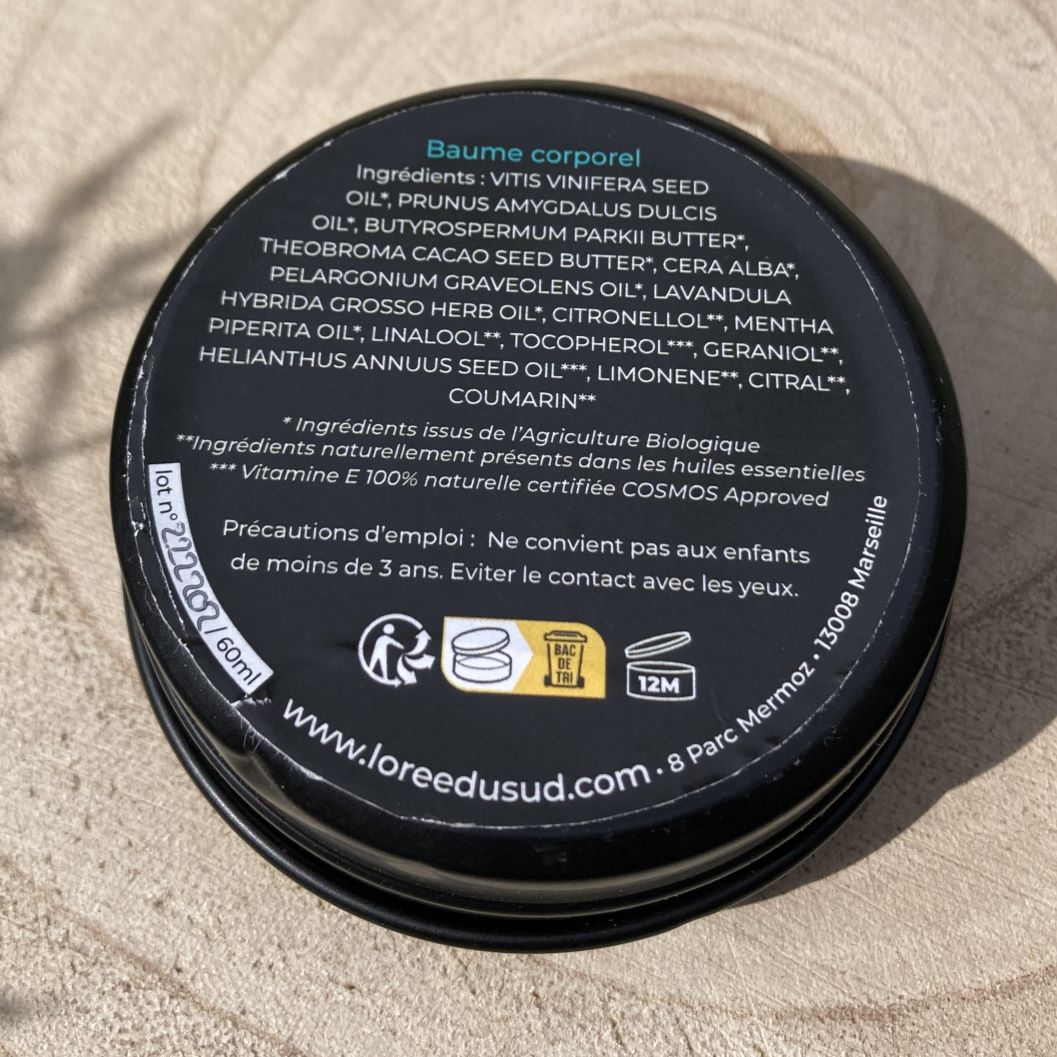 Baume corporel
Ingrédients : VITIS VINIFERA SEED
OIL*, PRUNUS AMYGDALUS DULCIS
OIL*, BUTYROSPERMUM PARKII BUTTER*,
THEOBROMA CACAO SEED BUTTER*, CERA ALBA*,
PELARGONIUM GRAVEOLENS OIL*, LAVANDULA
HYBRIDA GROSSO HERB OIL*, CITRONELLOL**, MENTHA
PIPERITA OIL*, LINALOOL**, TOCOPHEROL***, GERANIOL**,
HELIANTHUS ANNUUS SEED OIL***, LIMONENE**, CITRAL**,
COUMARIN**
* Ingrédients issus de l'Agriculture Biologique
**Ingrédients naturellement présents dans les huiles essentielles
*** Vitamine E 100% naturelle certifiée COSMOS Approved
Précautions d'emploi : Ne convient pas aux enfants
de moins de 3 ans. Eviter le contact avec les yeux.
lot n° / 60ml
BAC
DE
TRI
12M
www.loreedusud.com • 8 Parc Mermoz • 13008 Marseille